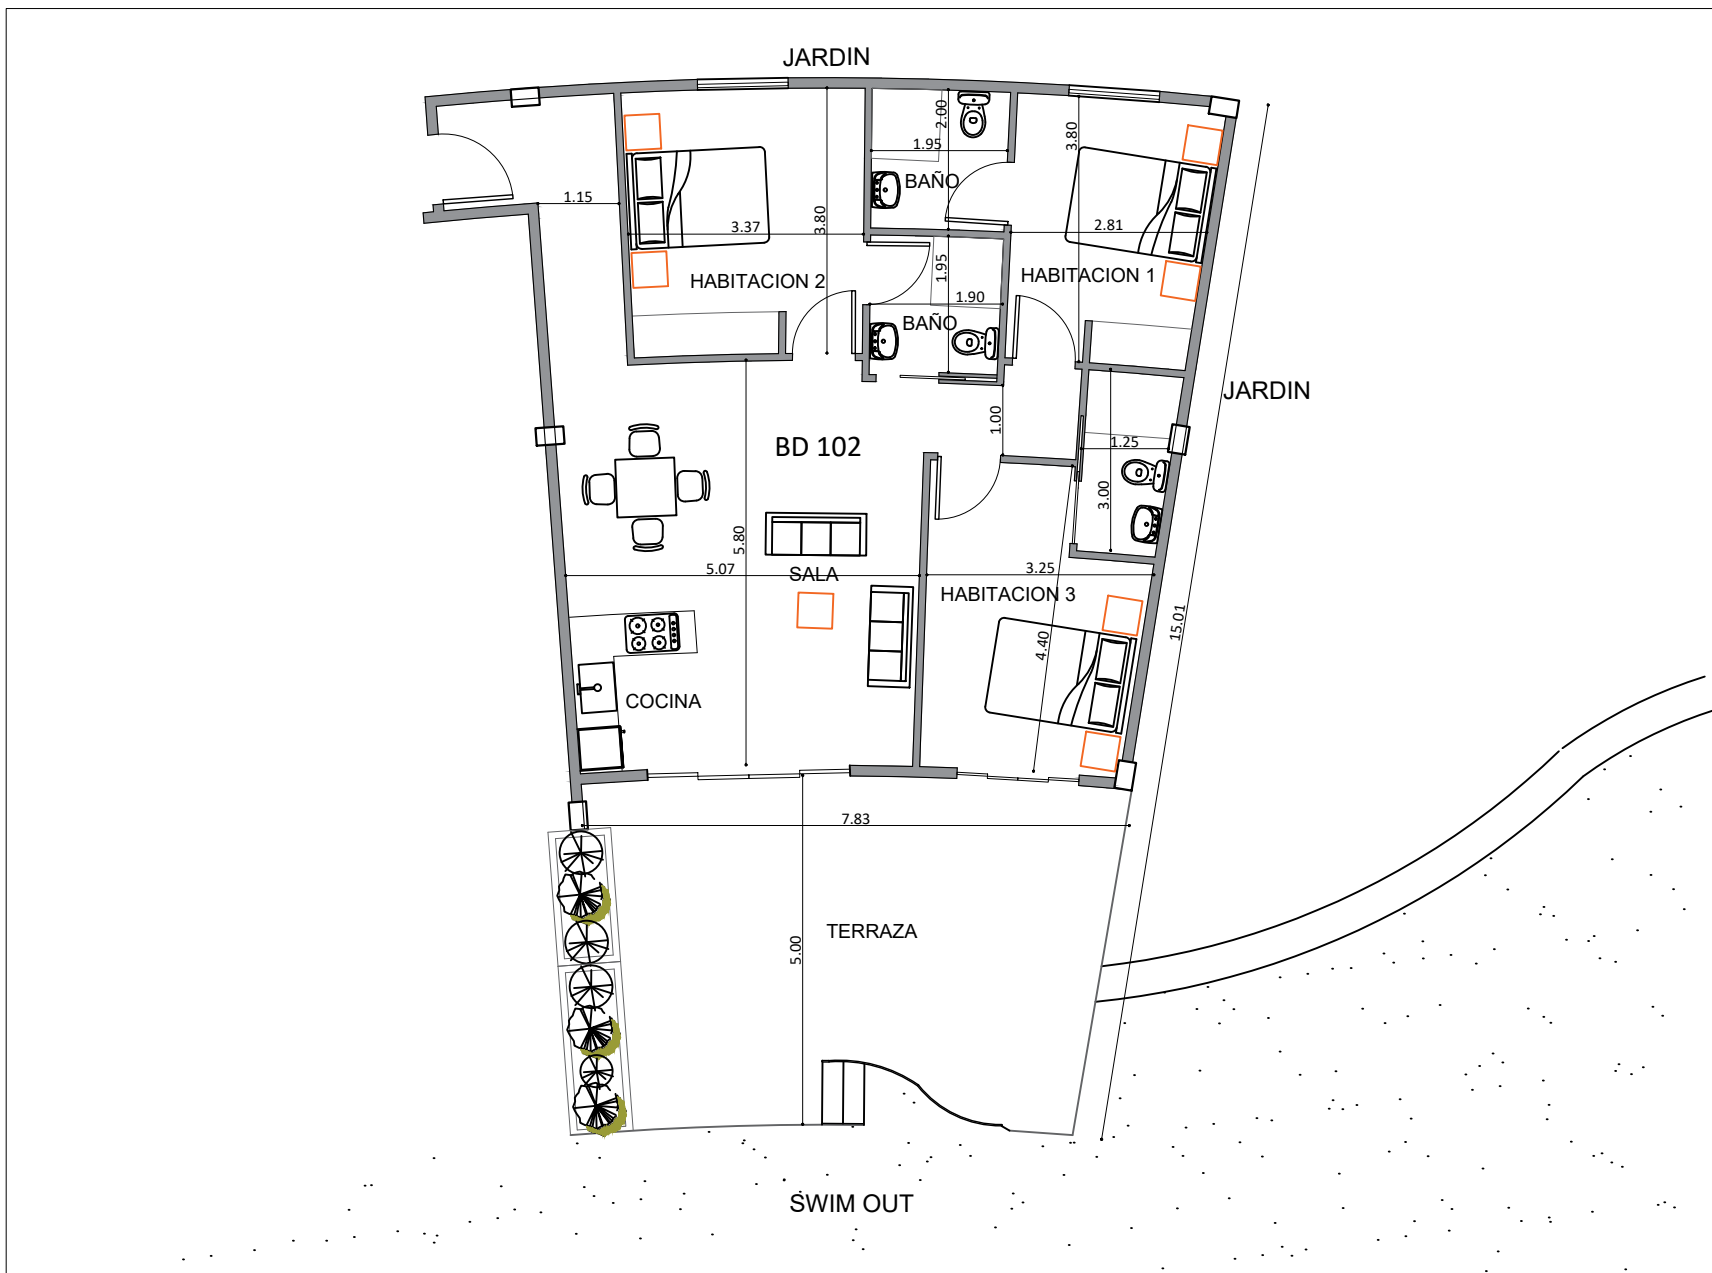 JARDIN
2.00
1.95
3.80
BAÑO
1.15
3.37
3.80
2.81
HABITACION 2
1.95
HABITACION 1
1.90
BAÑO
JARDIN
1.00
BD 102
1.25
3.00
5.80
5.07
SALA
3.25
HABITACION 3
15.01
4.40
COCINA
7.83
TERRAZA
5.00
SWIM OUT